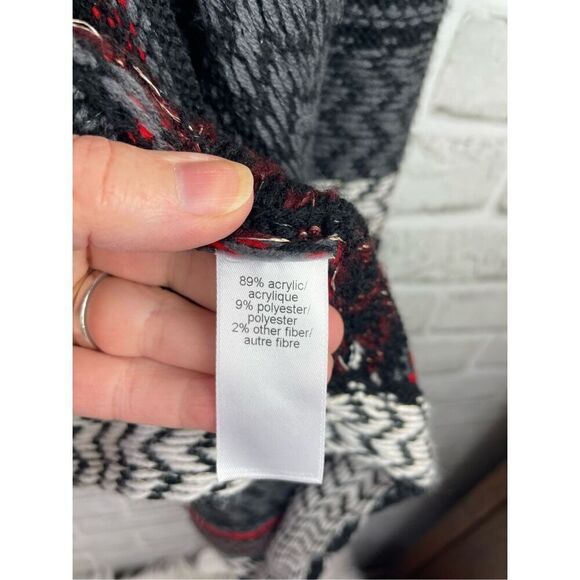 89% acrylic/
acrylique
9% polyester/
polyester
2% other fiber/
autre fibre